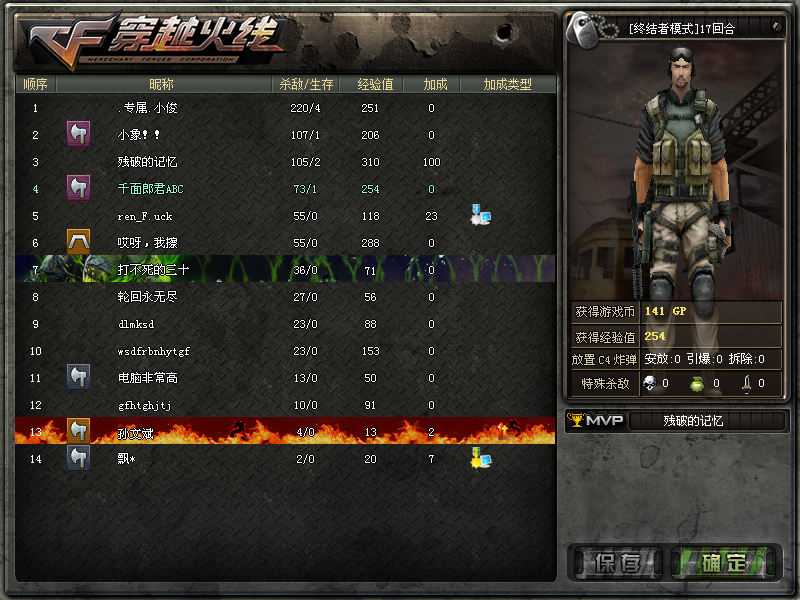 CF 穿越火线
MERCENARY FORCES CORPORATION
顺序 昵称 杀敌/生存 经验值 加成 加成类型
1 .专属.小俊 220/4 251 0
2 小象！！ 107/1 206 0
3 残破的记忆 105/2 310 100
4 千面郎君ABC 73/1 254 0
5 ren_F.uck 55/0 118 23
6 哎呀，我擦 55/0 288 0
7 打不死的三十 36/0 71 0
8 轮回永无尽 27/0 56 0
9 dlmksd 23/0 88 0
10 wsdfrbnhytgf 23/0 153 0
11 电脑非常高 13/0 50 0
12 gfhtghjtj 10/0 91 0
13 孙文斌 4/0 13 2
14 飘* 2/0 20 7
[终结者模式]17回合
获得游戏币 141 GP
获得经验值 254
放置C4炸弹 安放:0 引爆:0 拆除:0
特殊杀敌 0 0 0
MVP 残破的记忆
保存 确定